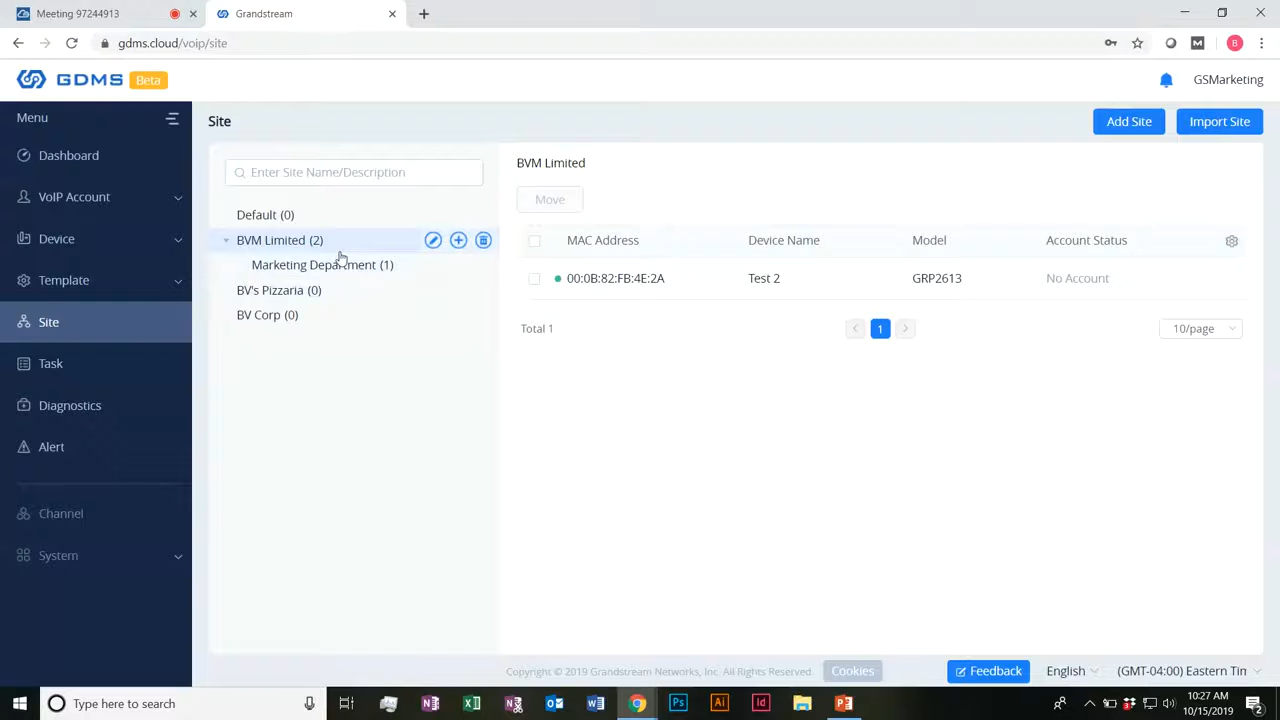 Meeting 97244913
Grandstream
gdms.cloud/voip/site
GDMS Beta
GSMarketing
Menu
Dashboard
VoIP Account
Device
Template
Site
Task
Diagnostics
Alert
Channel
System
Site
Add Site
Import Site
Enter Site Name/Description
Default (0)
BVM Limited (2)
Marketing Department (1)
BV's Pizzaria (0)
BV Corp (0)
BVM Limited
Move
MAC Address Device Name Model Account Status
00:0B:82:FB:4E:2A Test 2 GRP2613 No Account
Total 1
1
10/page
Copyright © 2019 Grandstream Networks, Inc. All Rights Reserved.
Cookies
Feedback
English
(GMT-04:00) Eastern Tin
Type here to search
10:27 AM
10/15/2019